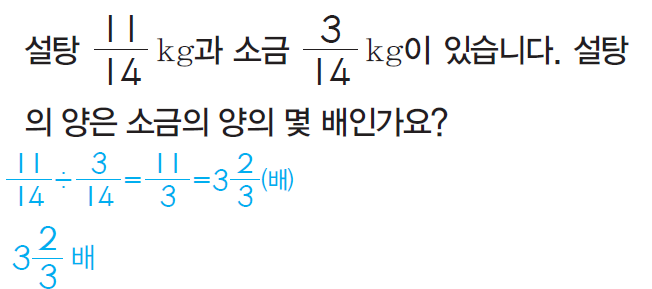 설탕 11/14 kg과 소금 3/14 kg이 있습니다. 설탕
의 양은 소금의 양의 몇 배인가요?
11/14 ÷ 3/14 = 11/3 = 3 2/3 (배)
3 2/3 배